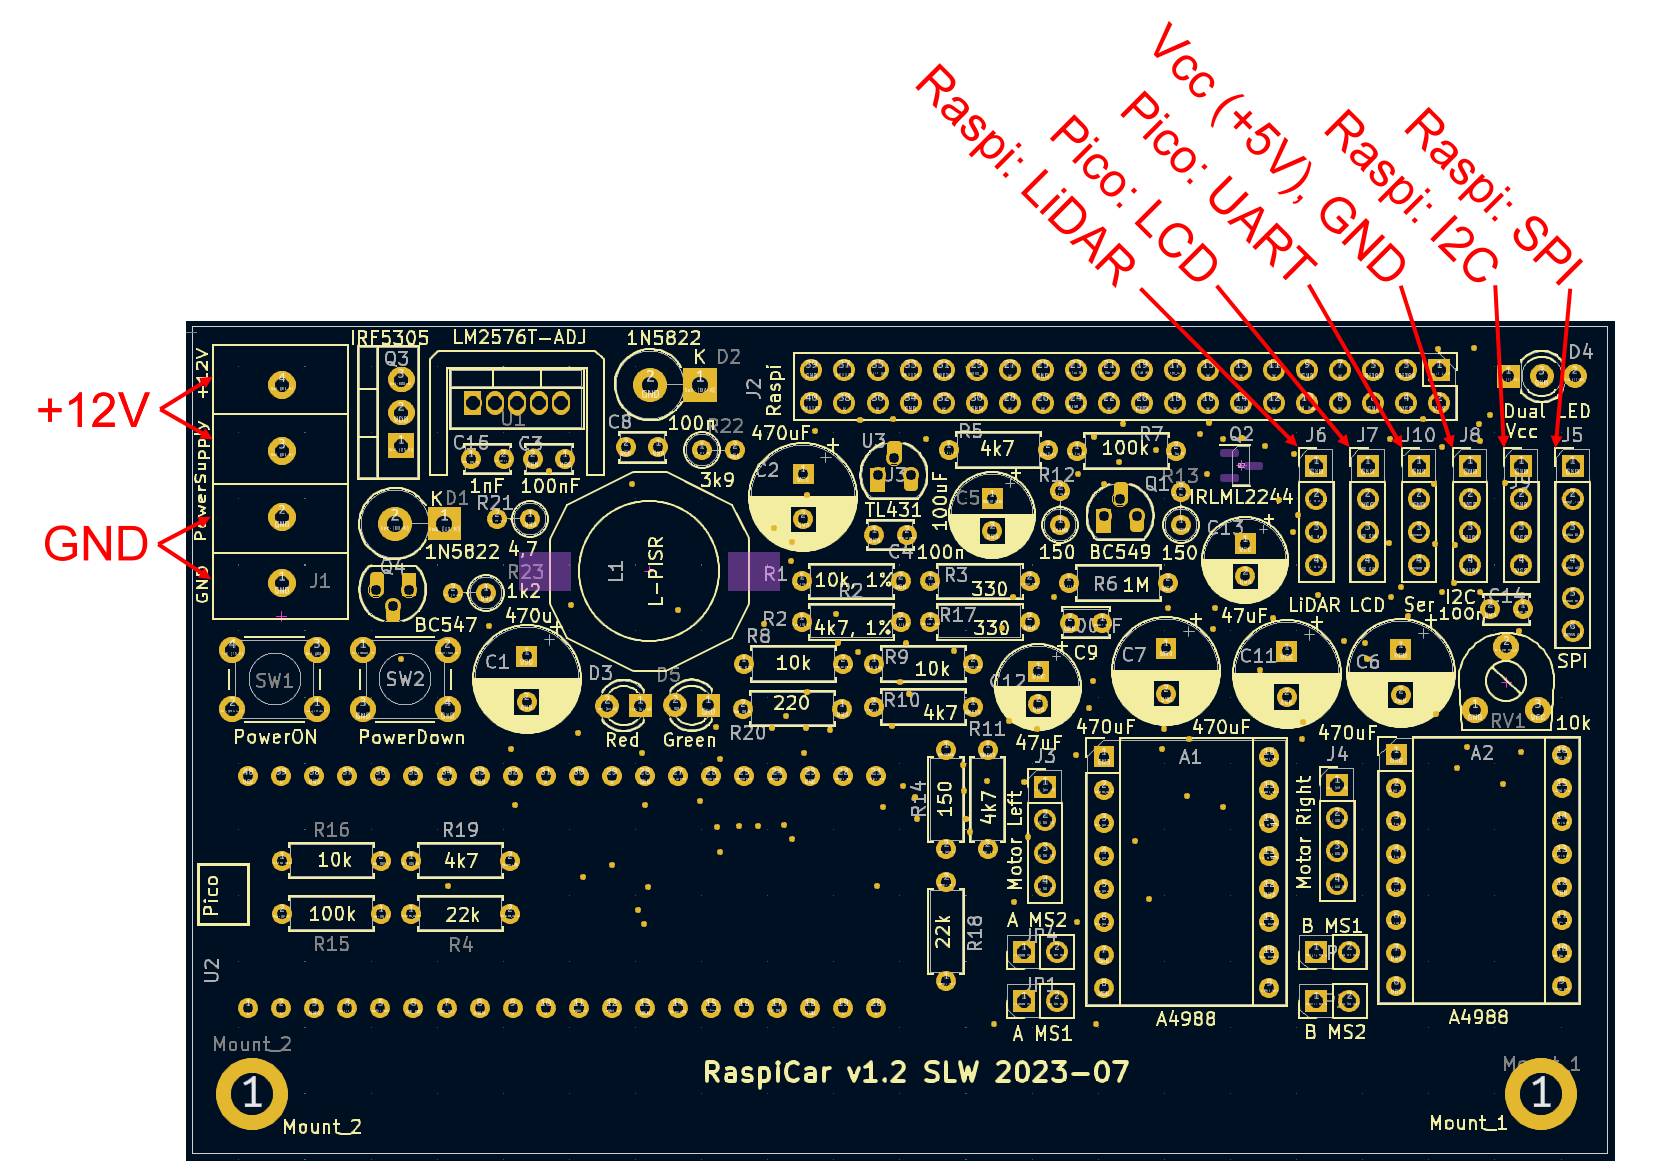 Raspi: LiDAR
Pico: LCD
Pico: UART
Vcc (+5V), GND
Raspi: I2C
Raspi: SPI
+12V
GND
IRF5305
LM2576T-ADJ
1N5822
Q3
K D2
J2
Raspi
D4
Dual LED
Vcc
+12V
PowerSupply
GND
J1
U1
C15
C3
1nF
100nF
C8
100n
R22
3k9
470uF
C2
U3
J3
TL431
R5
4k7
R7
100k
100uF
C5
R12
R13
Q1
Q2
IRLML2244
150
BC549
150
C13
47uF
J6
J7
J10
J8
J9
J5
K D1
1N5822
R21
4,7
R23
1k2
Q4
BC547
470u
C1
L1
L-PISR
C4
100n
R1
10k, 1%
R2
R3
330
R6
1M
R2
4k7, 1%
R17
330
C9
LiDAR
LCD
Ser
I2C
100n
C14
SPI
RV1
10k
SW1
PowerON
SW2
PowerDown
D3
Red
D5
Green
R8
10k
R9
10k
220
R20
R10
4k7
R11
C12
47uF
C7
470uF
C11
470uF
C6
470uF
R14
150
4k7
J3
Motor Left
A1
J4
Motor Right
A2
R16
10k
R19
4k7
100k
R15
22k
R4
Pico
U2
22k
R18
A MS2
JP4
JP1
A MS1
A4988
B MS1
B MS2
A4988
Mount_2
1
Mount_2
RaspiCar v1.2 SLW 2023-07
Mount_1
1
Mount_1